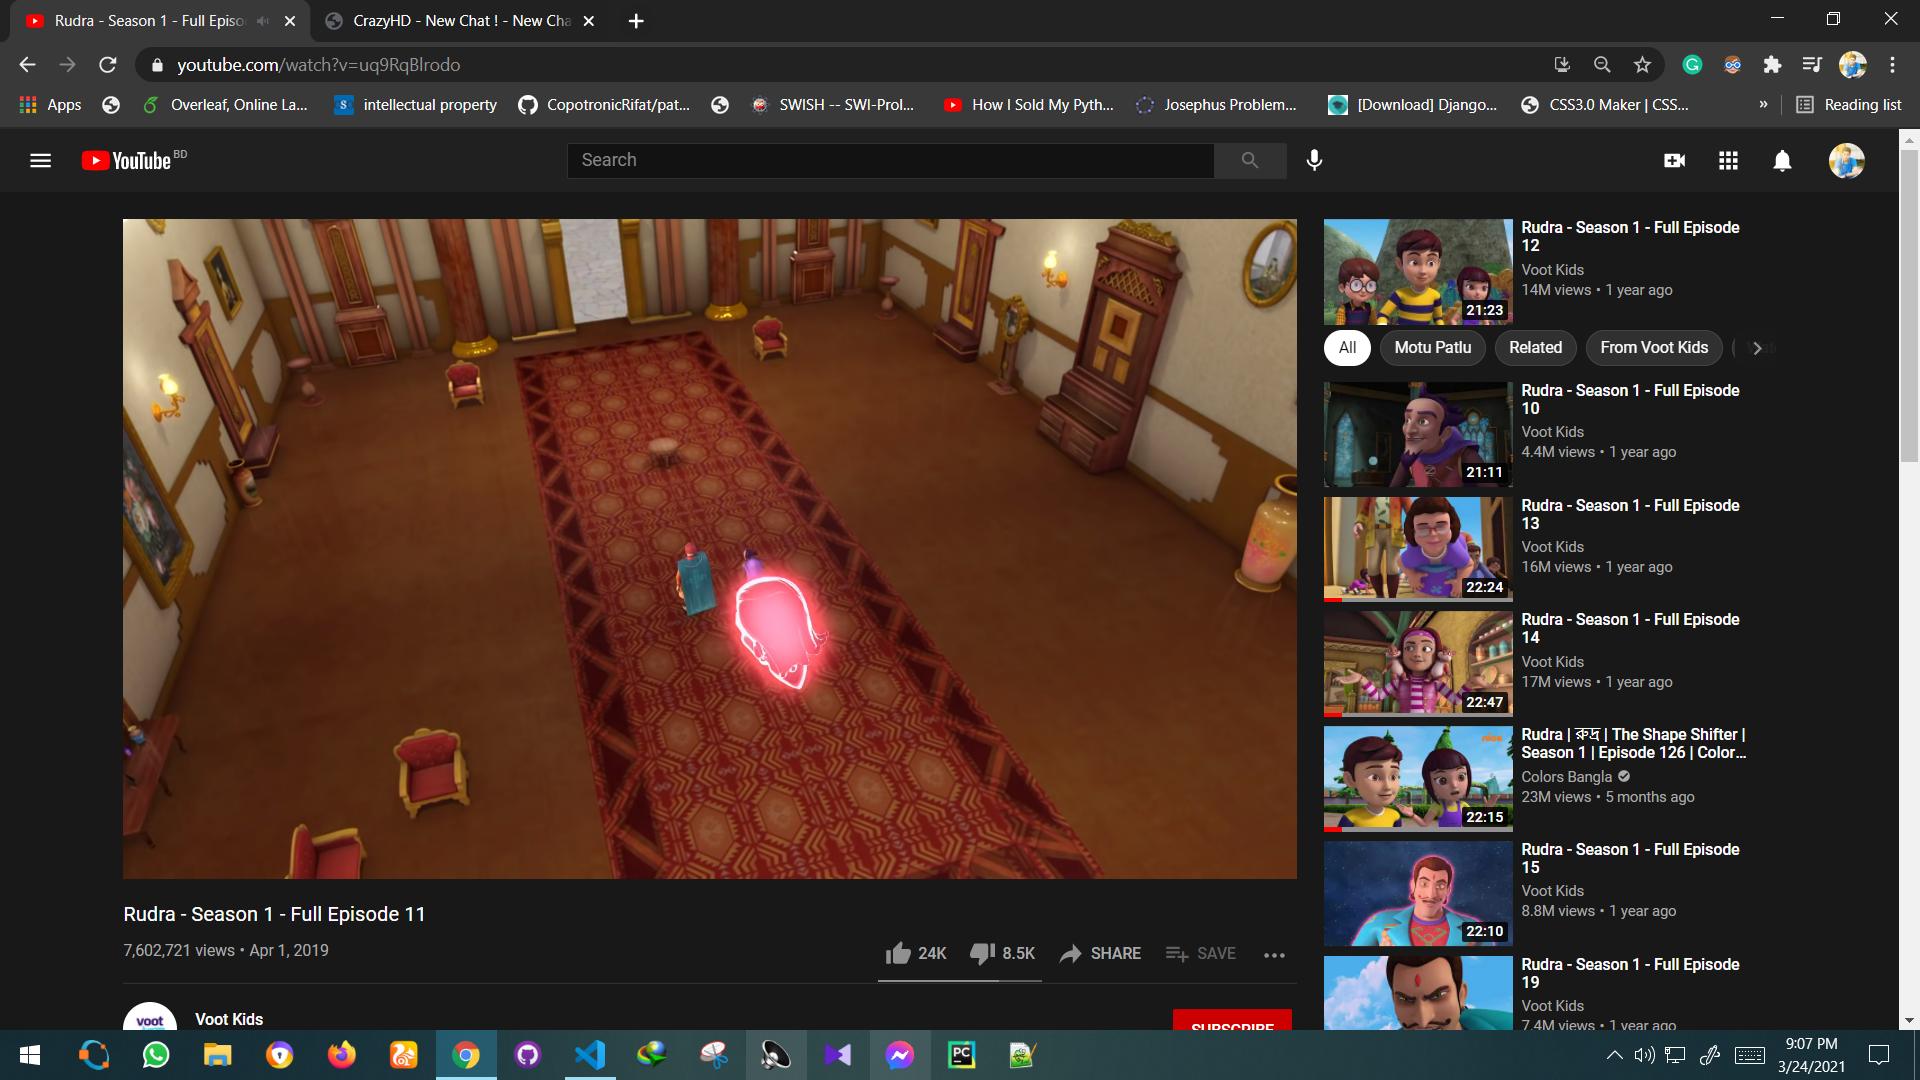 Rudra - Season 1 - Full Episo
CrazyHD - New Chat ! - New Cha
youtube.com/watch?v=uq9RqBlrodo
Apps
Overleaf, Online La...
intellectual property
CopotronicRifat/pat...
SWISH -- SWI-Prol...
How I Sold My Pyth...
Josephus Problem...
[Download] Django...
CSS3.0 Maker | CSS...
»
Reading list
YouTube BD
Search
Rudra - Season 1 - Full Episode
12
Voot Kids
14M views • 1 year ago
21:23
All
Motu Patlu
Related
From Voot Kids
Rudra - Season 1 - Full Episode
10
Voot Kids
4.4M views • 1 year ago
21:11
Rudra - Season 1 - Full Episode
13
Voot Kids
16M views • 1 year ago
22:24
Rudra - Season 1 - Full Episode
14
Voot Kids
17M views • 1 year ago
22:47
Rudra | রুদ্র | The Shape Shifter |
Season 1 | Episode 126 | Color...
Colors Bangla
23M views • 5 months ago
nick
22:15
Rudra - Season 1 - Full Episode
15
Voot Kids
8.8M views • 1 year ago
22:10
Rudra - Season 1 - Full Episode
19
Voot Kids
7.4M views • 1 year ago
Rudra - Season 1 - Full Episode 11
7,602,721 views • Apr 1, 2019
24K
8.5K
SHARE
SAVE
voot
Voot Kids
SUBSCRIBE
PC
9:07 PM
3/24/2021